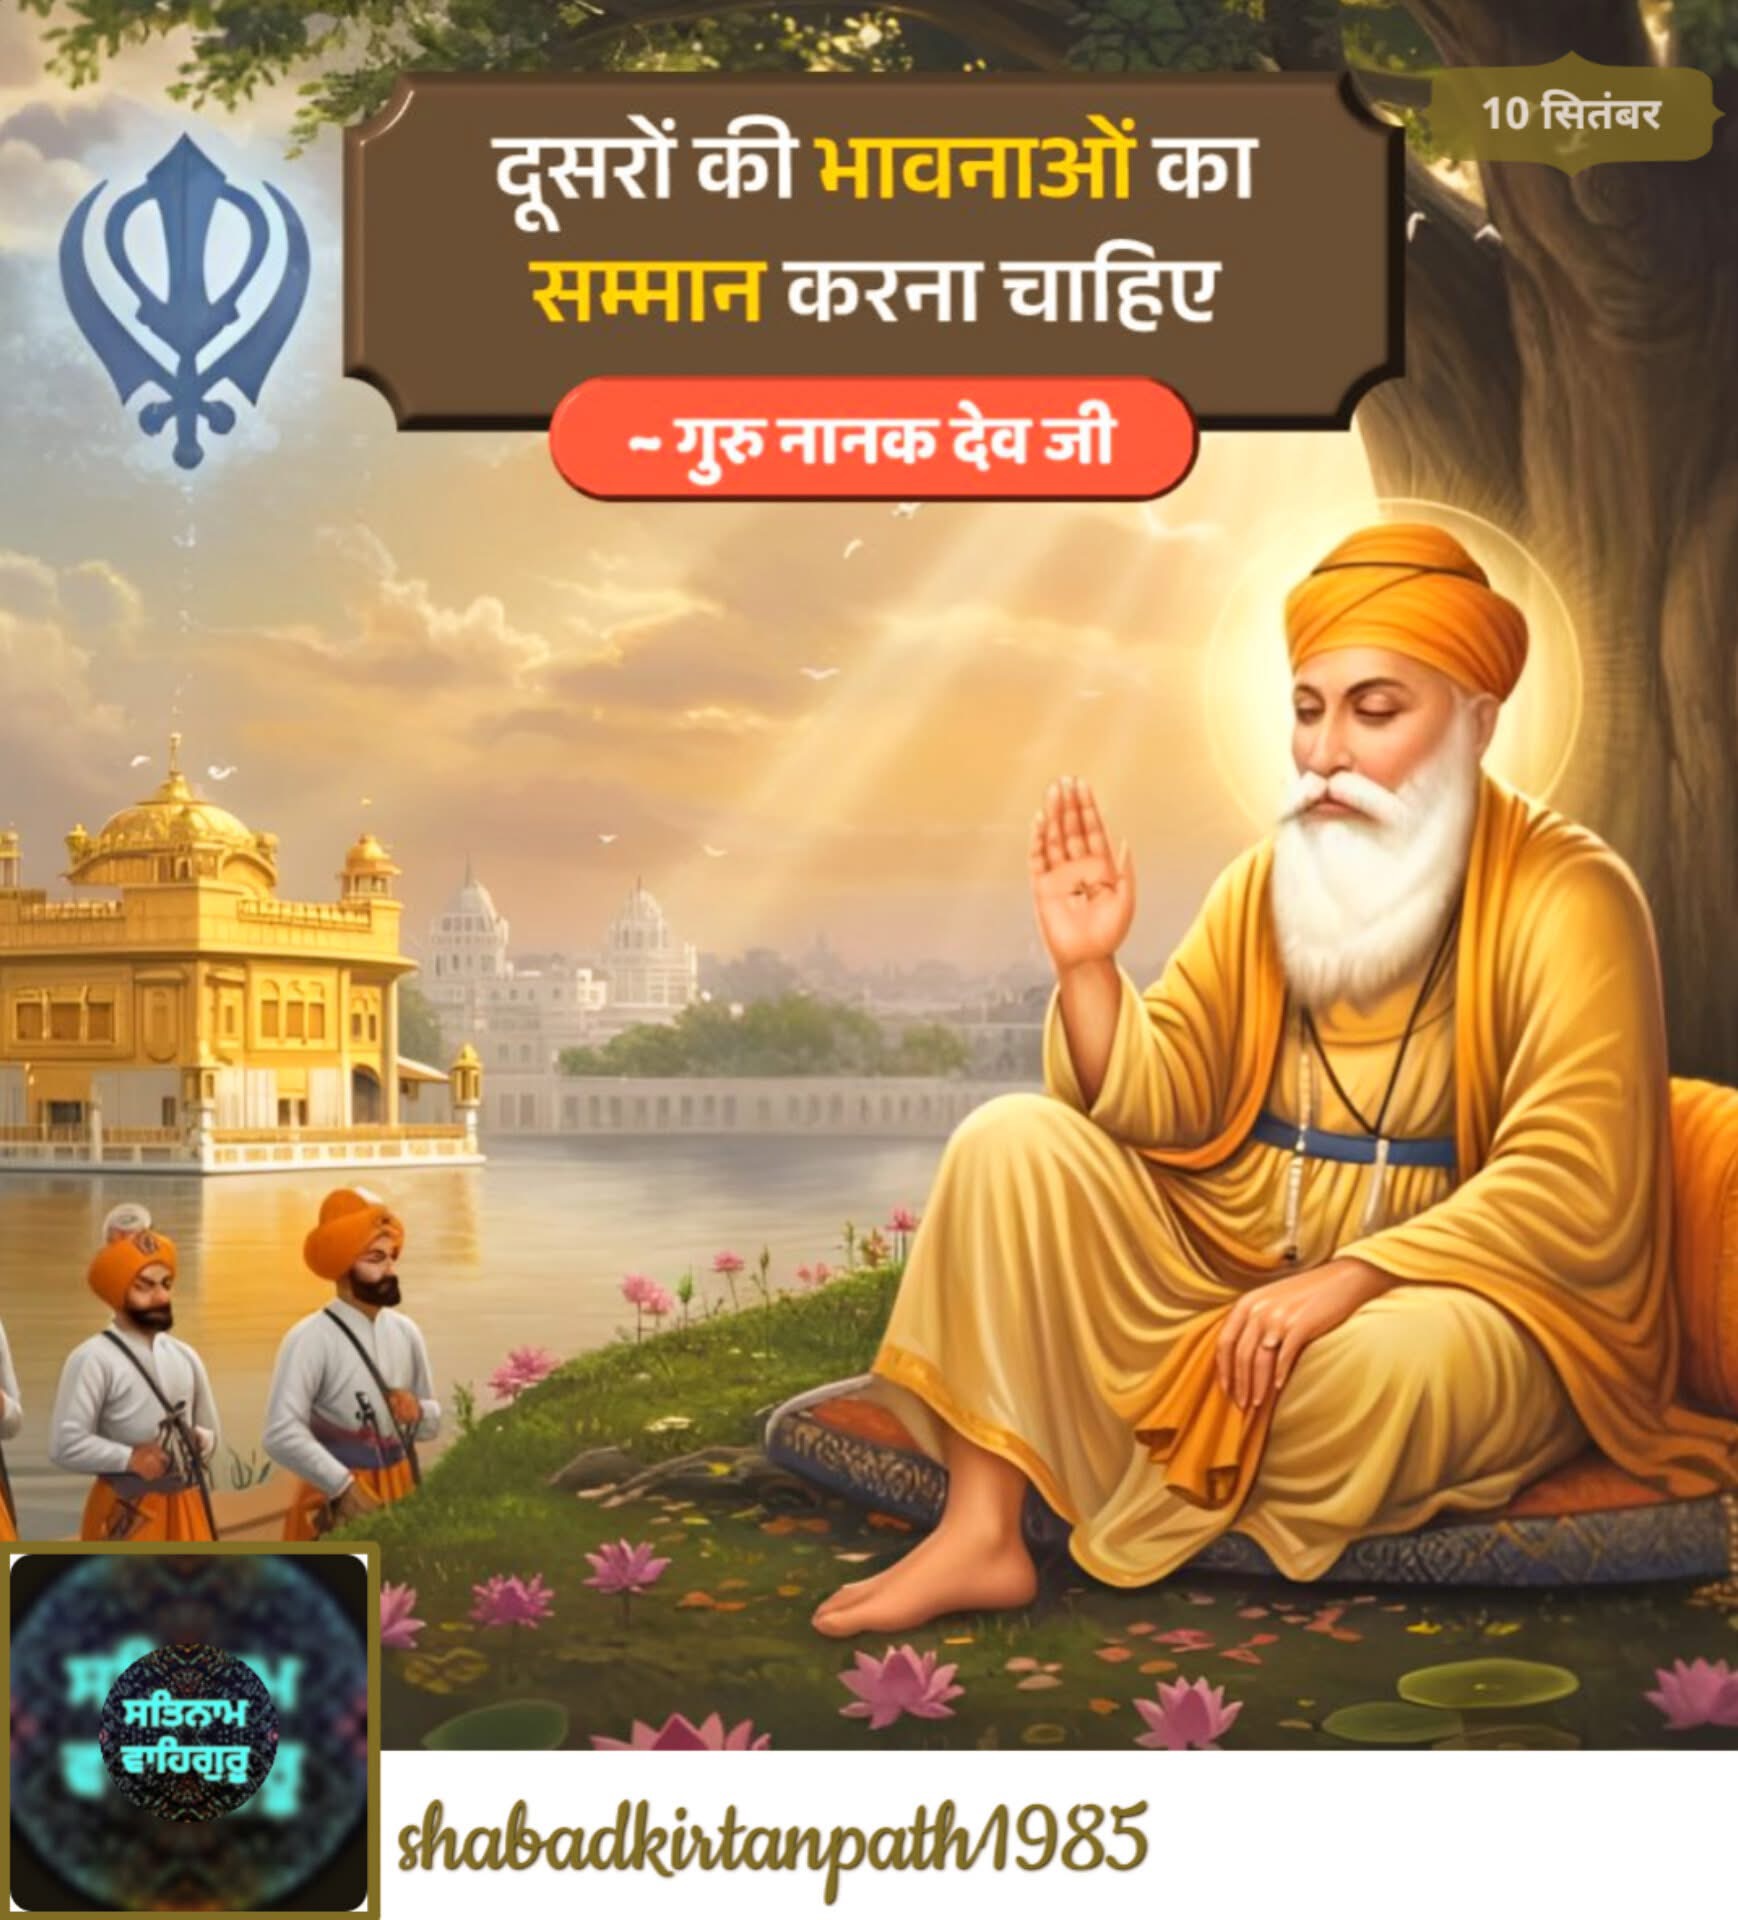 10 सितंबर
दूसरों की भावनाओं का
सम्मान करना चाहिए
~ गुरु नानक देव जी
ਸਤਿਨਾਮ
ਵਾਹਿਗੁਰੂ
shabadkirtanpath1985